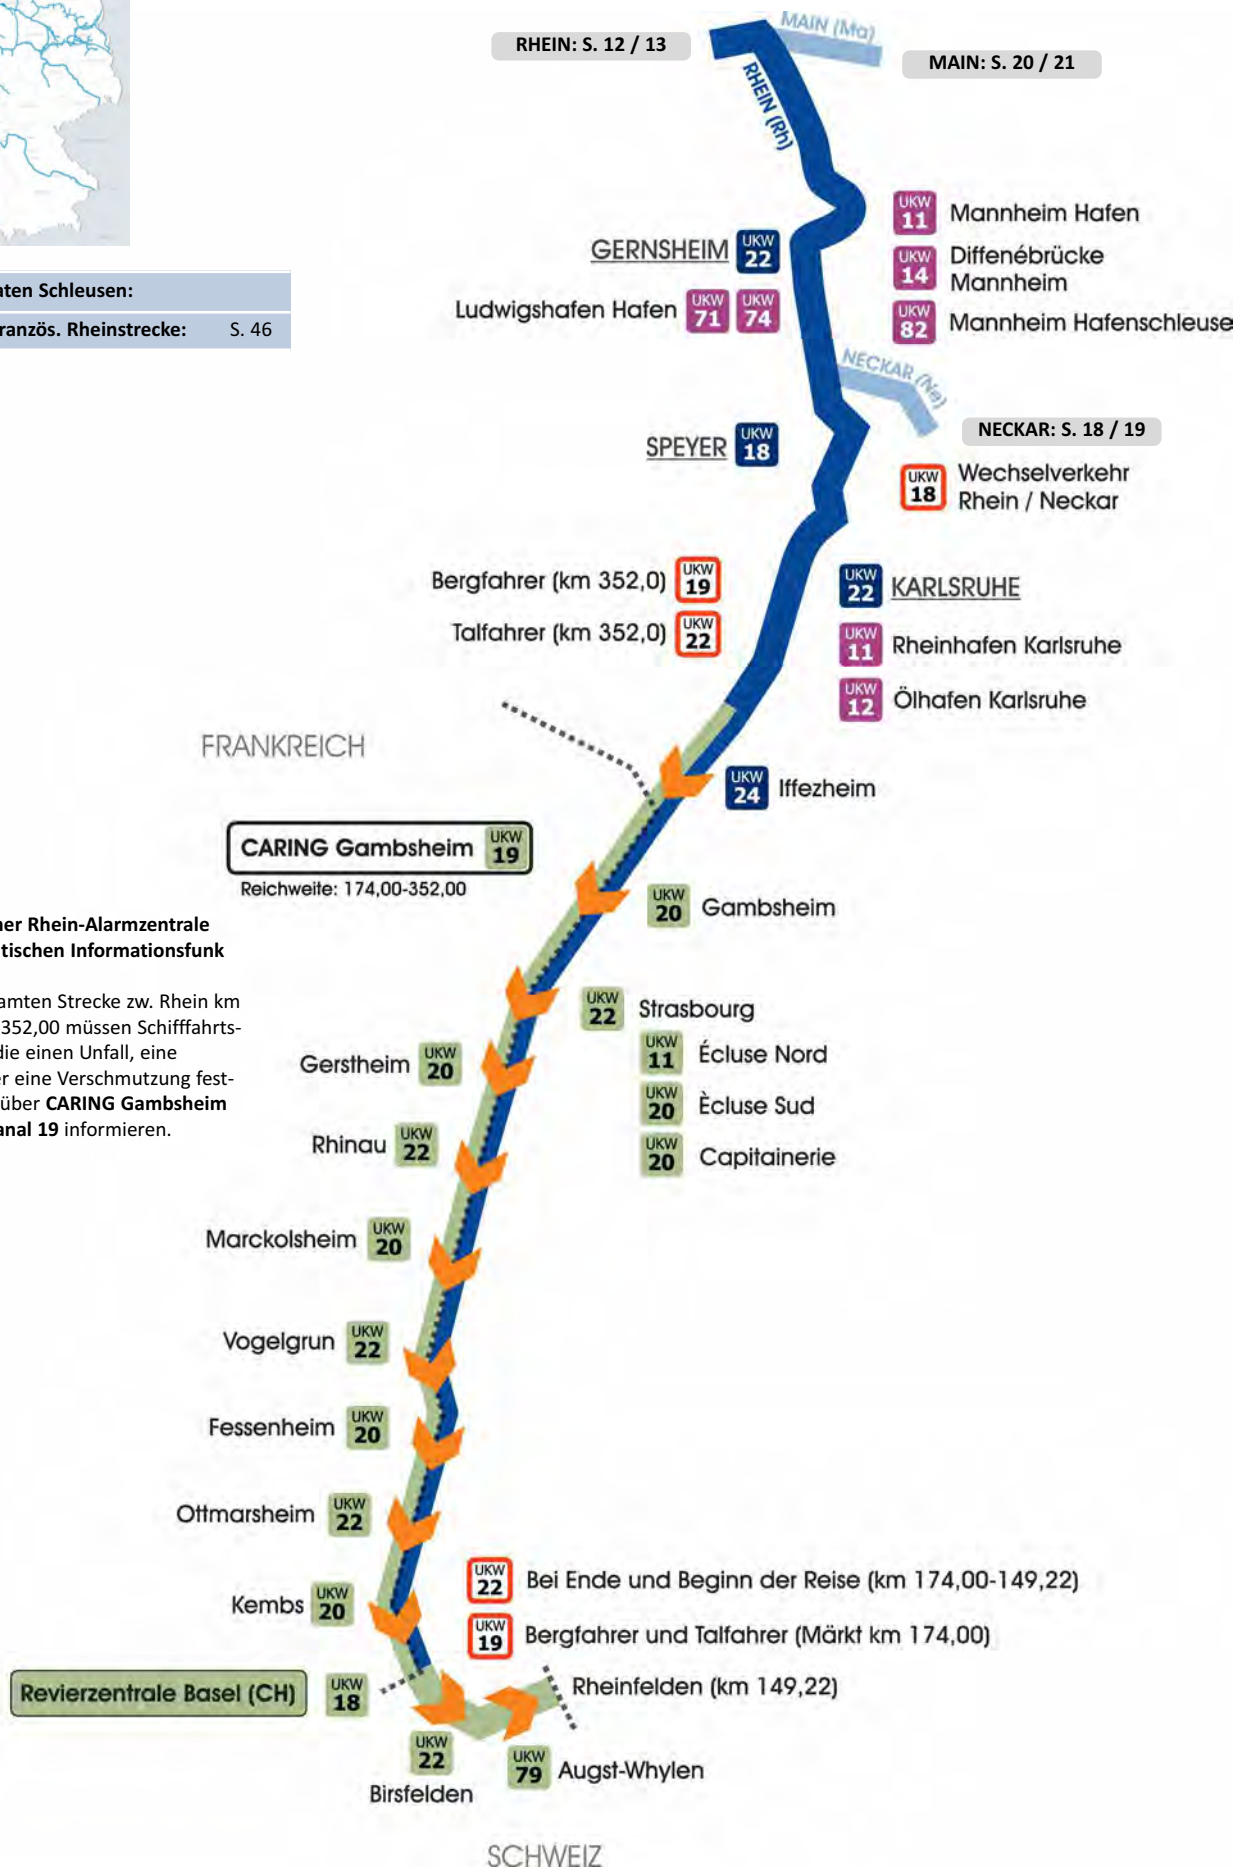 RHEIN: S. 12 / 13
MAIN (Ma)
MAIN: S. 20 / 21
RHEIN (Rh)
UKW 11 Mannheim Hafen
GERNSHEIM UKW 22
UKW 14 Diffenébrücke
Mannheim
aten Schleusen:
Ludwigshafen Hafen UKW 71 UKW 74
UKW 82 Mannheim Hafenschleuse
ranzös. Rheinstrecke: S. 46
NECKAR (Ne)
NECKAR: S. 18 / 19
SPEYER UKW 18
UKW 18 Wechselverkehr
Rhein / Neckar
Bergfahrer (km 352,0) UKW 19
UKW 22 KARLSRUHE
Talfahrer (km 352,0) UKW 22
UKW 11 Rheinhafen Karlsruhe
UKW 12 Ölhafen Karlsruhe
FRANKREICH
UKW 24 Iffezheim
CARING Gambsheim UKW 19
Reichweite: 174,00-352,00
UKW 20 Gambsheim
ner Rhein-Alarmzentrale
tischen Informationsfunk
amten Strecke zw. Rhein km
352,00 müssen Schifffahrts-
die einen Unfall, eine
er eine Verschmutzung fest-
über CARING Gambsheim
anal 19 informieren.
UKW 22 Strasbourg
UKW 11 Écluse Nord
Gerstheim UKW 20
UKW 20 Ècluse Sud
Rhinau UKW 22
UKW 20 Capitainerie
Marckolsheim UKW 20
Vogelgrun UKW 22
Fessenheim UKW 20
Ottmarsheim UKW 22
UKW 22 Bei Ende und Beginn der Reise (km 174,00-149,22)
Kembs UKW 20
UKW 19 Bergfahrer und Talfahrer (Märkt km 174,00)
Revierzentrale Basel (CH) UKW 18
Rheinfelden (km 149,22)
UKW 22
Birsfelden
UKW 79 Augst-Whylen
SCHWEIZ